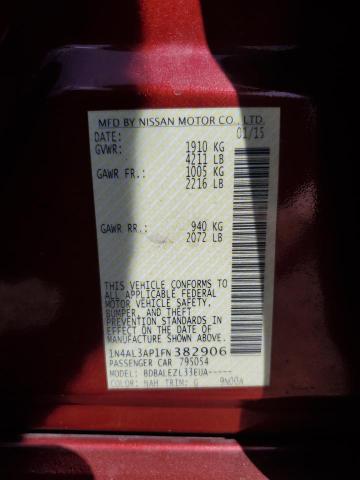 MFD BY NISSAN MOTOR CO., LTD.
DATE: 01/15
GVWR: 1910 KG
4211 LB
GAWR FR.: 1005 KG
2216 LB
GAWR RR.: 940 KG
2072 LB
THIS VEHICLE CONFORMS TO ALL
APPLICABLE FEDERAL
MOTOR VEHICLE SAFETY,
BUMPER, AND THEFT
PREVENTION STANDARDS IN
EFFECT ON THE DATE OF
MANUFACTURE SHOWN ABOVE.
1N4AL3AP1FN382906
PASSENGER CAR 795054
MODEL: BDBALEZL33EUA-----
COLOR: NAH TRIM: G 9N00A